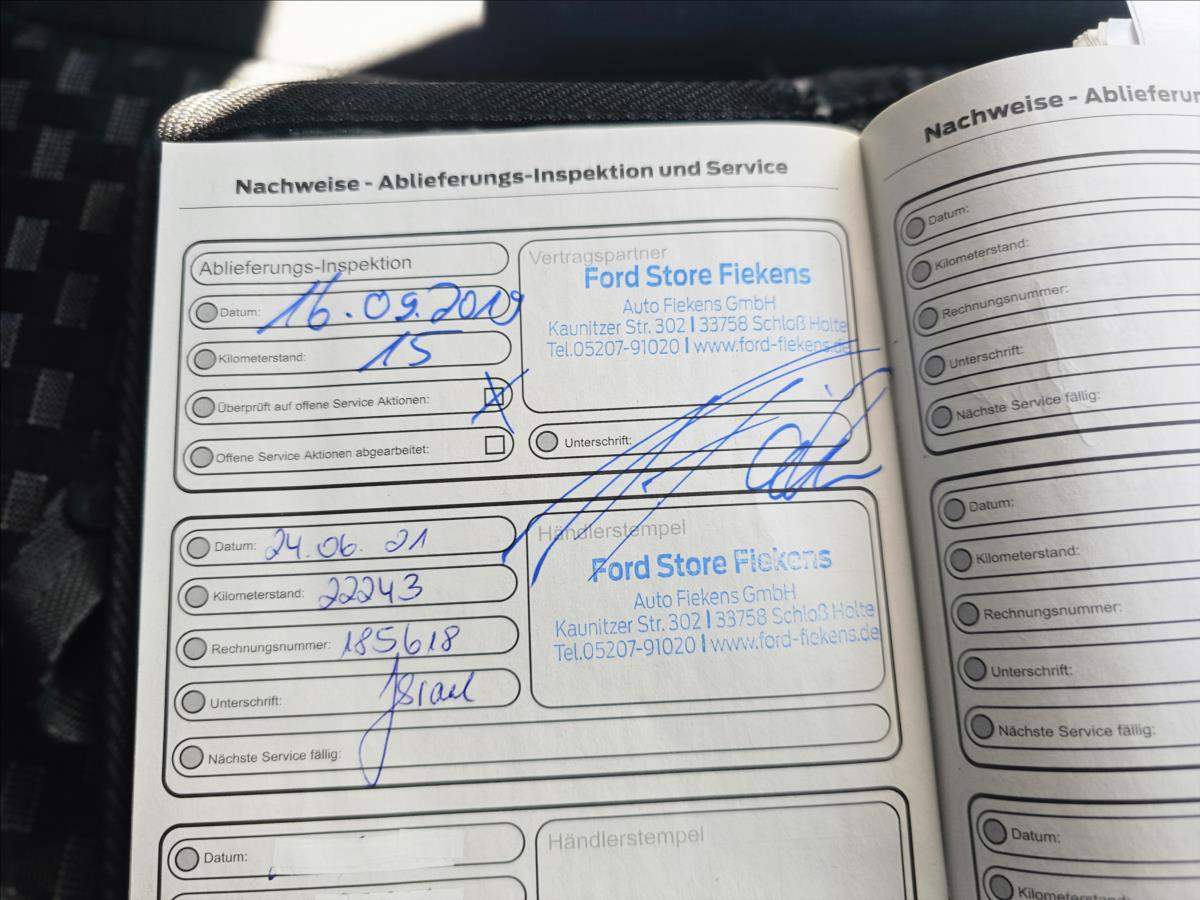 Nachweise - Ablieferungs-Inspektion und Service
Ablieferungs-Inspektion
Datum: 16.09.2019
Kilometerstand: 15
Überprüft auf offene Service Aktionen: X
Offene Service Aktionen abgearbeitet:
Vertragspartner
Ford Store Fiekens
Auto Fiekens GmbH
Kaunitzer Str. 302 | 33758 Schloß Holte
Tel.05207-91020 | www.ford-fiekens.de
Unterschrift:
Datum: 24.06.21
Kilometerstand: 22243
Rechnungsnummer: 185618
Unterschrift: Israel
Nächste Service fällig:
Händlerstempel
Ford Store Fiekens
Auto Fiekens GmbH
Kaunitzer Str. 302 | 33758 Schloß Holte
Tel.05207-91020 | www.ford-fiekens.de
Datum:
Händlerstempel
Nachweise - Ablieferun
Datum:
Kilometerstand:
Rechnungsnummer:
Unterschrift:
Nächste Service fällig:
Datum:
Kilometerstand:
Rechnungsnummer:
Unterschrift:
Nächste Service fällig:
Datum:
Kilometerstand: